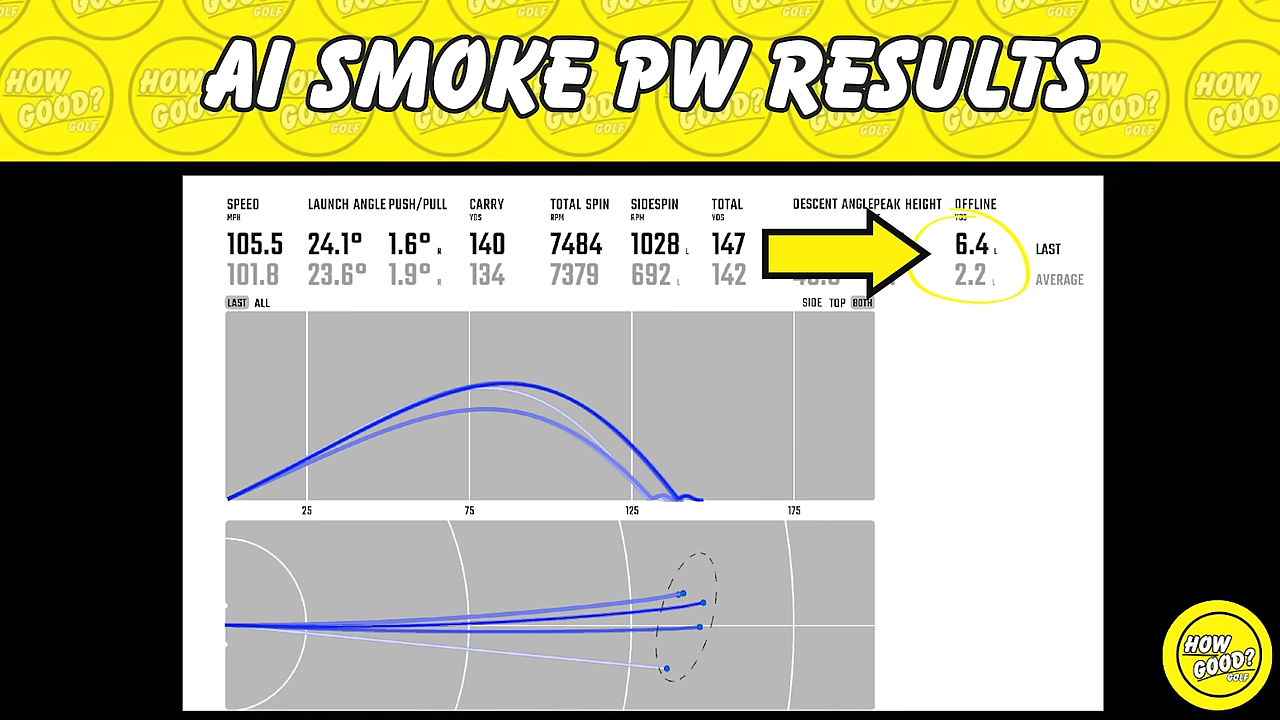 AI SMOKE PW RESULTS
SPEED LAUNCH ANGLE PUSH/PULL CARRY TOTAL SPIN SIDESPIN TOTAL DESCENT ANGLE PEAK HEIGHT OFFLINE
MPH YDS RPM RPM YDS YDS
105.5 24.1° 1.6° R 140 7484 1028 L 147 6.4 L LAST
101.8 23.6° 1.9° R 134 7379 692 L 142 2.2 L AVERAGE
LAST ALL SIDE TOP BOTH
25 75 125 175
HOW
GOOD?
GOLF